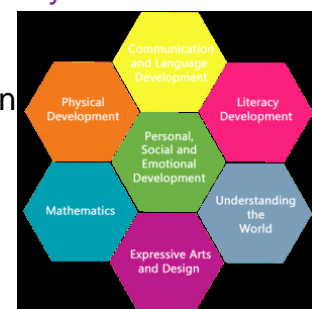 Communication
and Language
Development
n
Physical
Development
Literacy
Development
Personal,
Social and
Emotional
Development
Mathematics
Understanding
the
World
Expressive Arts
and Design